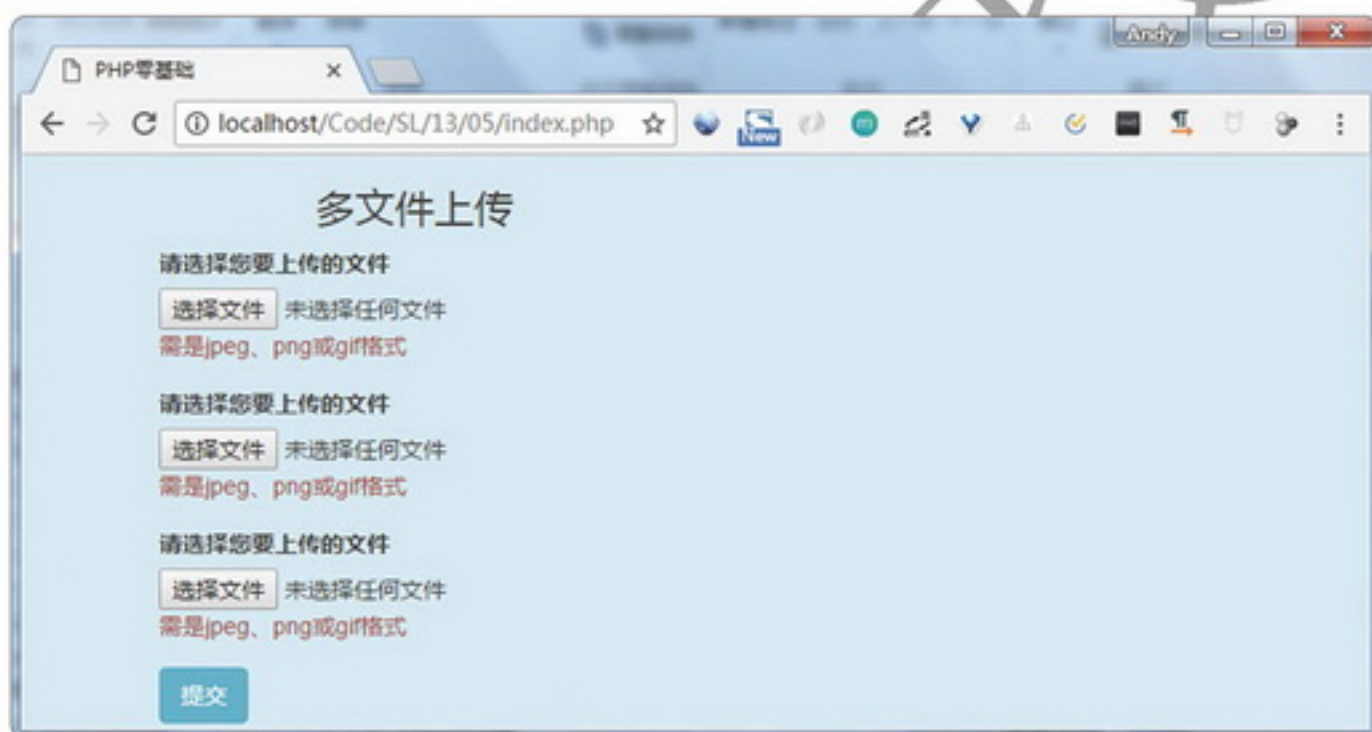 Andy
PHP零基础
localhost/Code/SL/13/05/index.php
New
多文件上传
请选择您要上传的文件
选择文件 未选择任何文件
需是jpeg、png或gif格式
请选择您要上传的文件
选择文件 未选择任何文件
需是jpeg、png或gif格式
请选择您要上传的文件
选择文件 未选择任何文件
需是jpeg、png或gif格式
提交